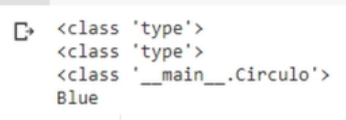 <class 'type'>
<class 'type'>
<class '__main__.Circulo'>
Blue